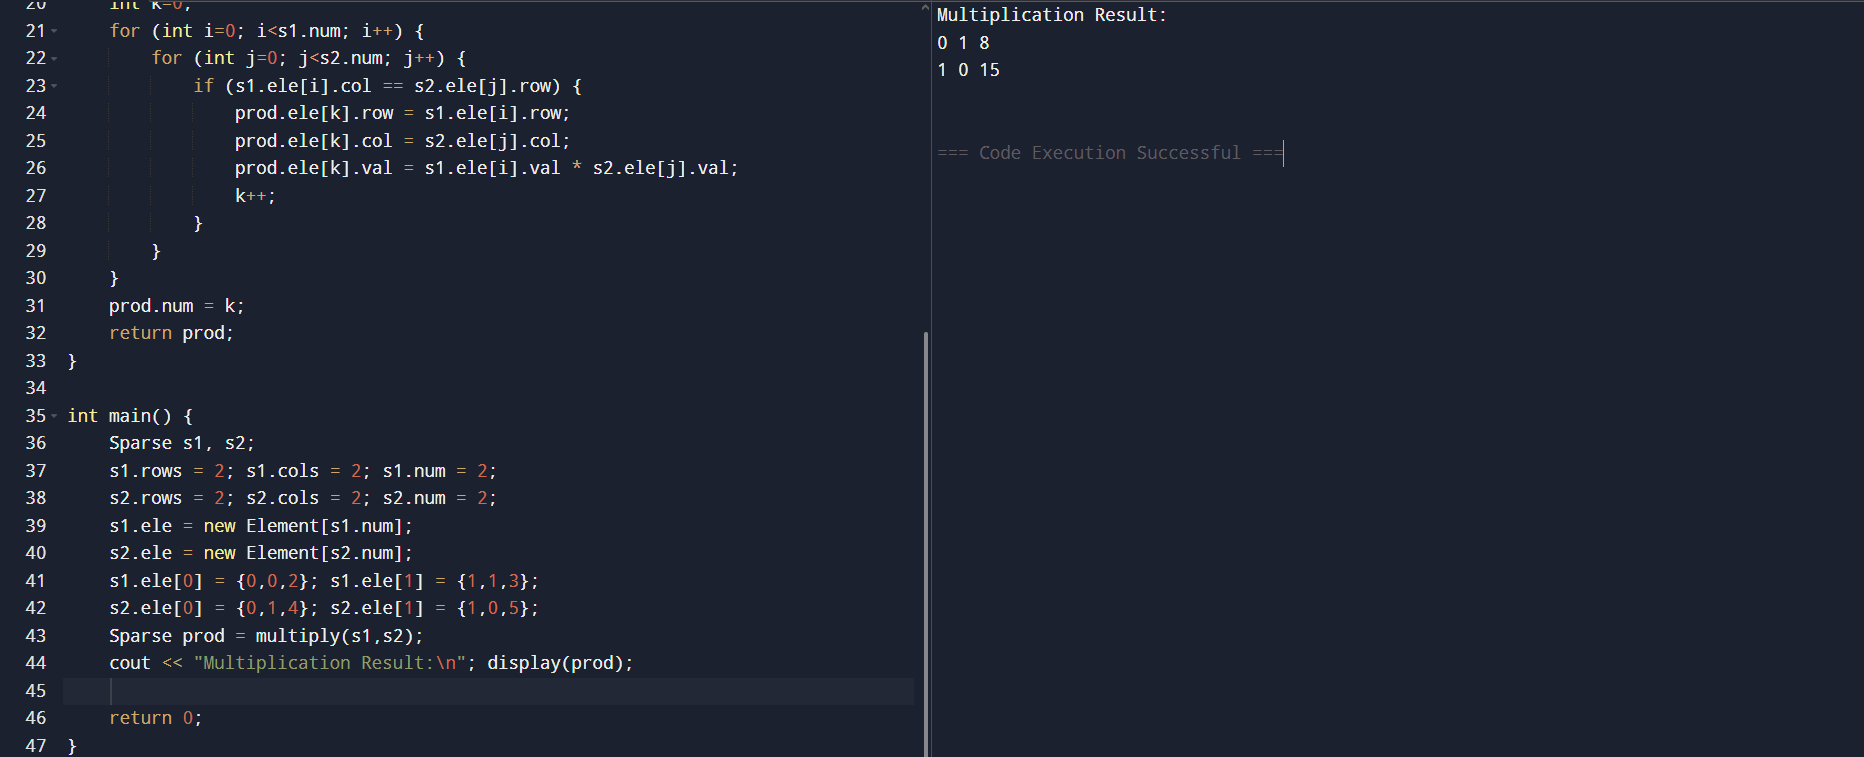 20 int k=0;
21 for (int i=0; i<s1.num; i++) {
22 for (int j=0; j<s2.num; j++) {
23 if (s1.ele[i].col == s2.ele[j].row) {
24 prod.ele[k].row = s1.ele[i].row;
25 prod.ele[k].col = s2.ele[j].col;
26 prod.ele[k].val = s1.ele[i].val * s2.ele[j].val;
27 k++;
28 }
29 }
30 }
31 prod.num = k;
32 return prod;
33 }
34
35 int main() {
36 Sparse s1, s2;
37 s1.rows = 2; s1.cols = 2; s1.num = 2;
38 s2.rows = 2; s2.cols = 2; s2.num = 2;
39 s1.ele = new Element[s1.num];
40 s2.ele = new Element[s2.num];
41 s1.ele[0] = {0,0,2}; s1.ele[1] = {1,1,3};
42 s2.ele[0] = {0,1,4}; s2.ele[1] = {1,0,5};
43 Sparse prod = multiply(s1,s2);
44 cout << "Multiplication Result:\n"; display(prod);
45
46 return 0;
47 }
Multiplication Result:
0 1 8
1 0 15
=== Code Execution Successful ===